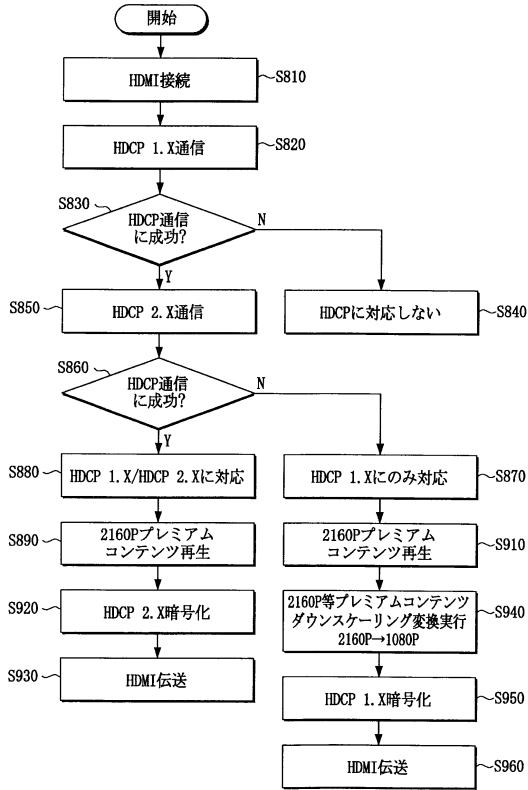 開始
HDMI接続
S810
HDCP 1.X通信
S820
S830
HDCP通信
に成功?
N
Y
S850
HDCP 2.X通信
HDCPに対応しない
S840
S860
HDCP通信
に成功?
N
Y
S880
HDCP 1.X/HDCP 2.Xに対応
HDCP 1.Xにのみ対応
S870
S890
2160Pプレミアム
コンテンツ再生
2160Pプレミアム
コンテンツ再生
S910
S920
HDCP 2.X暗号化
2160P等プレミアムコンテンツ
ダウンスケーリング変換実行
2160P→1080P
S940
S930
HDMI伝送
HDCP 1.X暗号化
S950
HDMI伝送
S960